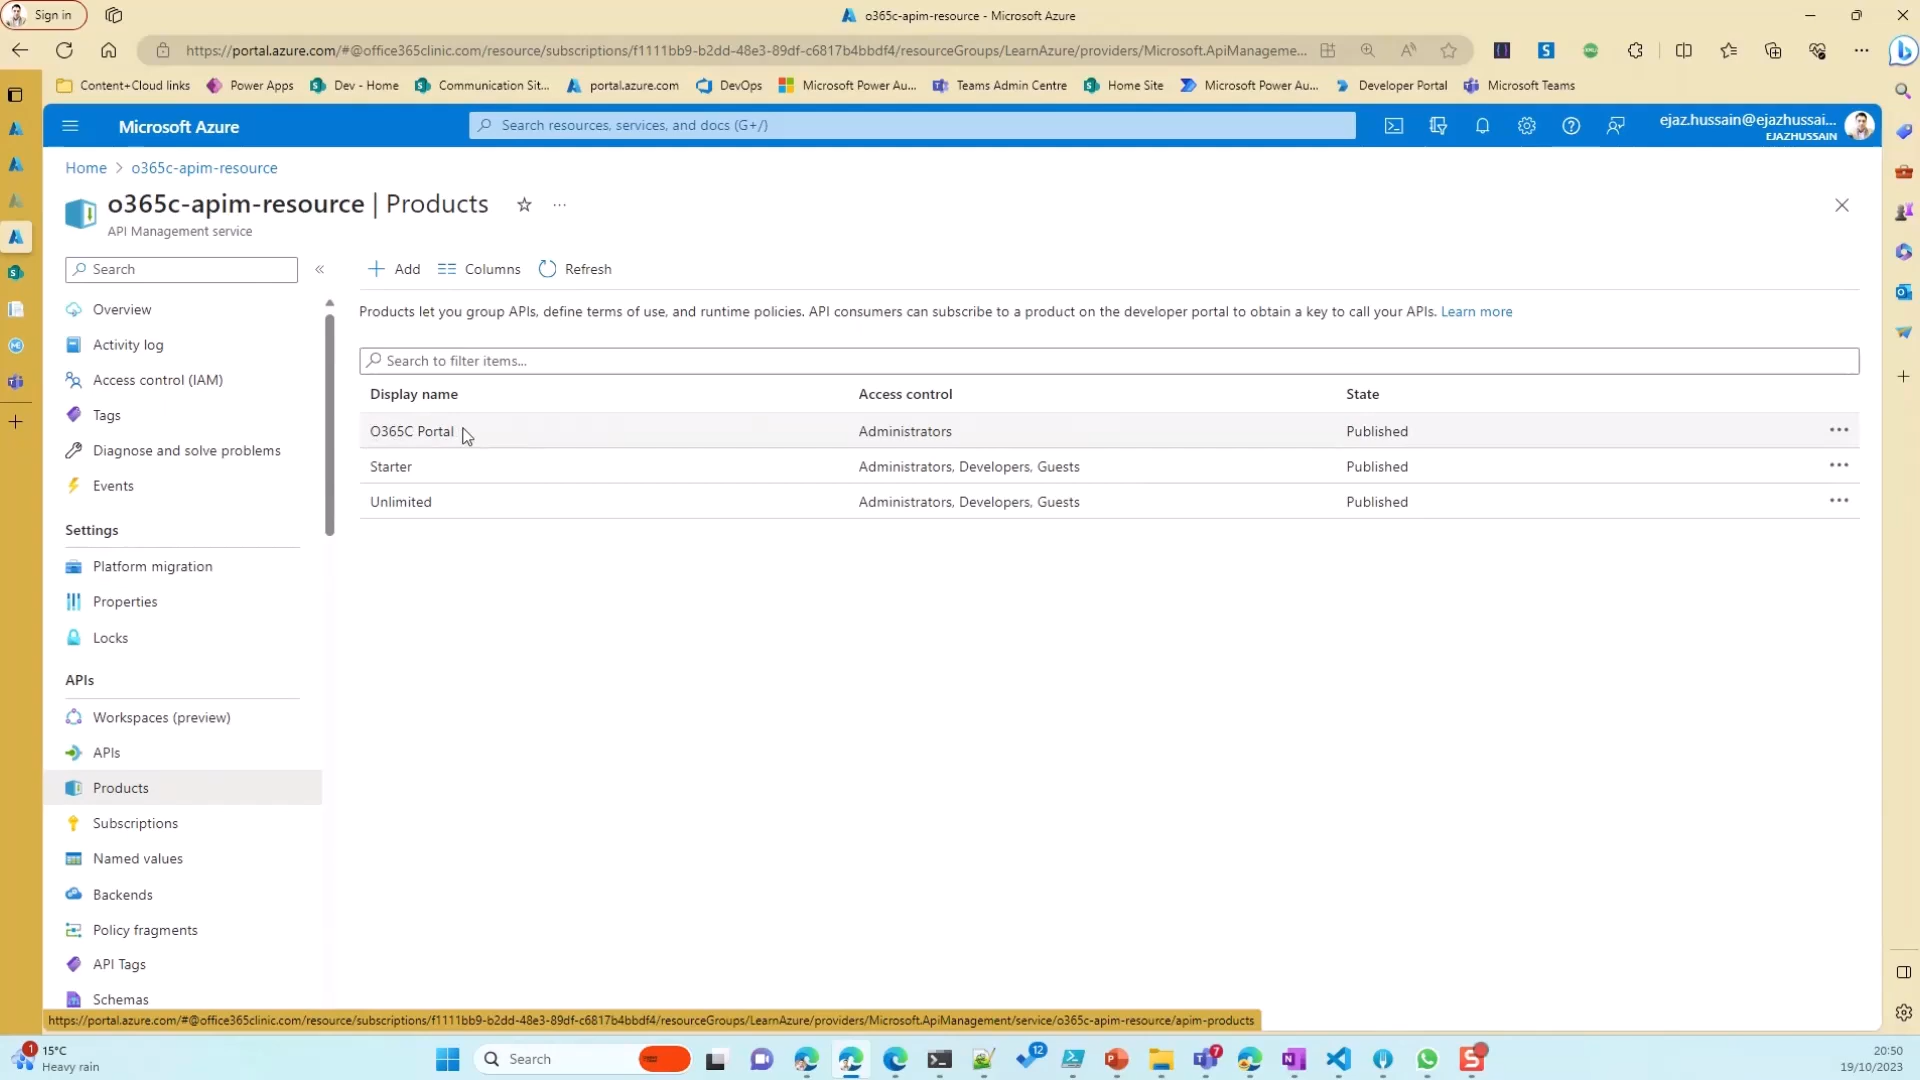 Sign in
o365c-apim-resource - Microsoft Azure
https://portal.azure.com/#@office365clinic.com/resource/subscriptions/f1111bb9-b2dd-48e3-89df-c6817b4bbdf4/resourceGroups/LearnAzure/providers/Microsoft.ApiManageme...
Content+Cloud links
Power Apps
Dev - Home
Communication Sit...
portal.azure.com
DevOps
Microsoft Power Au...
Teams Admin Centre
Home Site
Microsoft Power Au...
Developer Portal
Microsoft Teams
Microsoft Azure
Search resources, services, and docs (G+/)
ejaz.hussain@ejazhussai...
EJAZHUSSAIN
Home > o365c-apim-resource
o365c-apim-resource | Products
API Management service
Search
Add
Columns
Refresh
Overview
Activity log
Access control (IAM)
Tags
Diagnose and solve problems
Events
Settings
Platform migration
Properties
Locks
APIs
Workspaces (preview)
APIs
Products
Subscriptions
Named values
Backends
Policy fragments
API Tags
Schemas
Products let you group APIs, define terms of use, and runtime policies. API consumers can subscribe to a product on the developer portal to obtain a key to call your APIs. Learn more
Search to filter items...
Display name Access control State
O365C Portal Administrators Published
Starter Administrators, Developers, Guests Published
Unlimited Administrators, Developers, Guests Published
https://portal.azure.com/#@office365clinic.com/resource/subscriptions/f1111bb9-b2dd-48e3-89df-c6817b4bbdf4/resourceGroups/LearnAzure/providers/Microsoft.ApiManagement/service/o365c-apim-resource/apim-products
1
15°C
Heavy rain
Search
12
7
20:50
19/10/2023